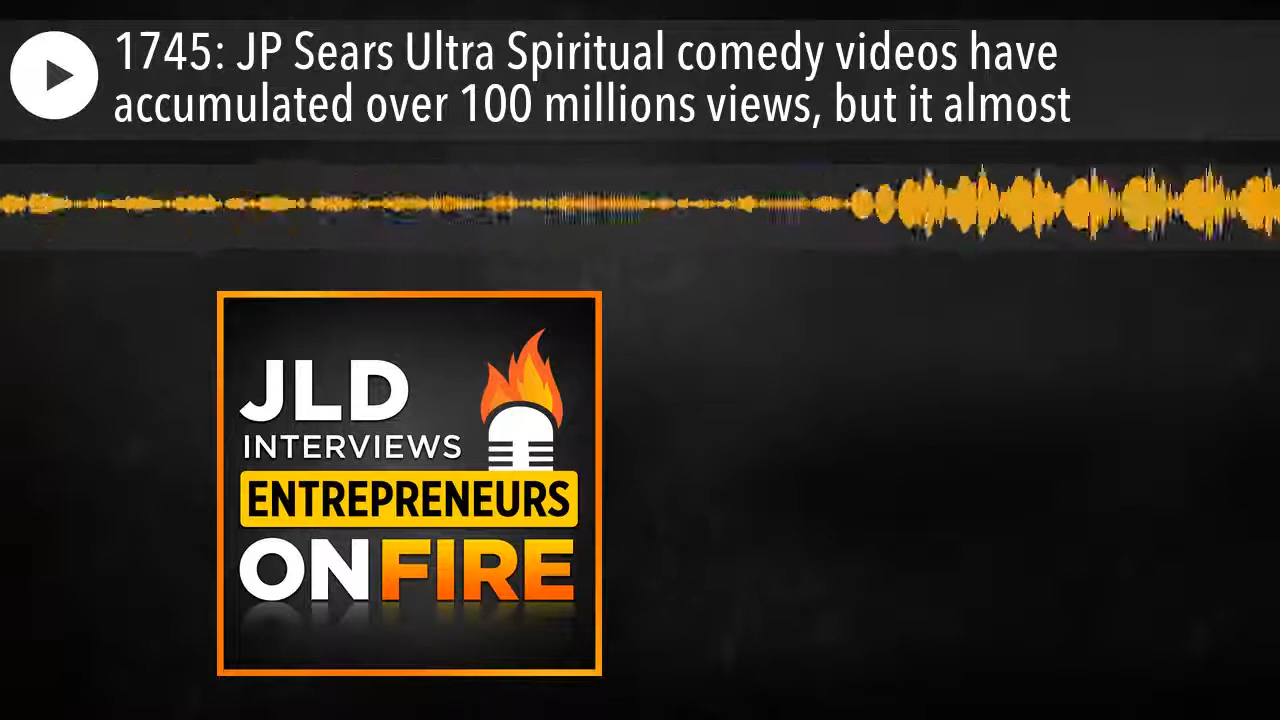 1745: JP Sears Ultra Spiritual comedy videos have
accumulated over 100 millions views, but it almost
JLD
INTERVIEWS
ENTREPRENEURS
ONFIRE